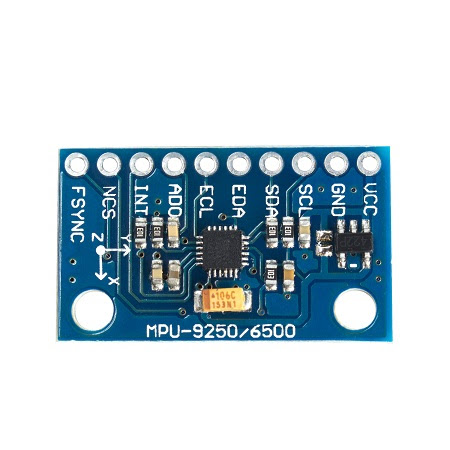 FSYNC
NCS
INT
ADO
ECL
EDA
SDA
SCL
GND
VCC
Z
Y
X
106C
153N1
MPU-9250/6500